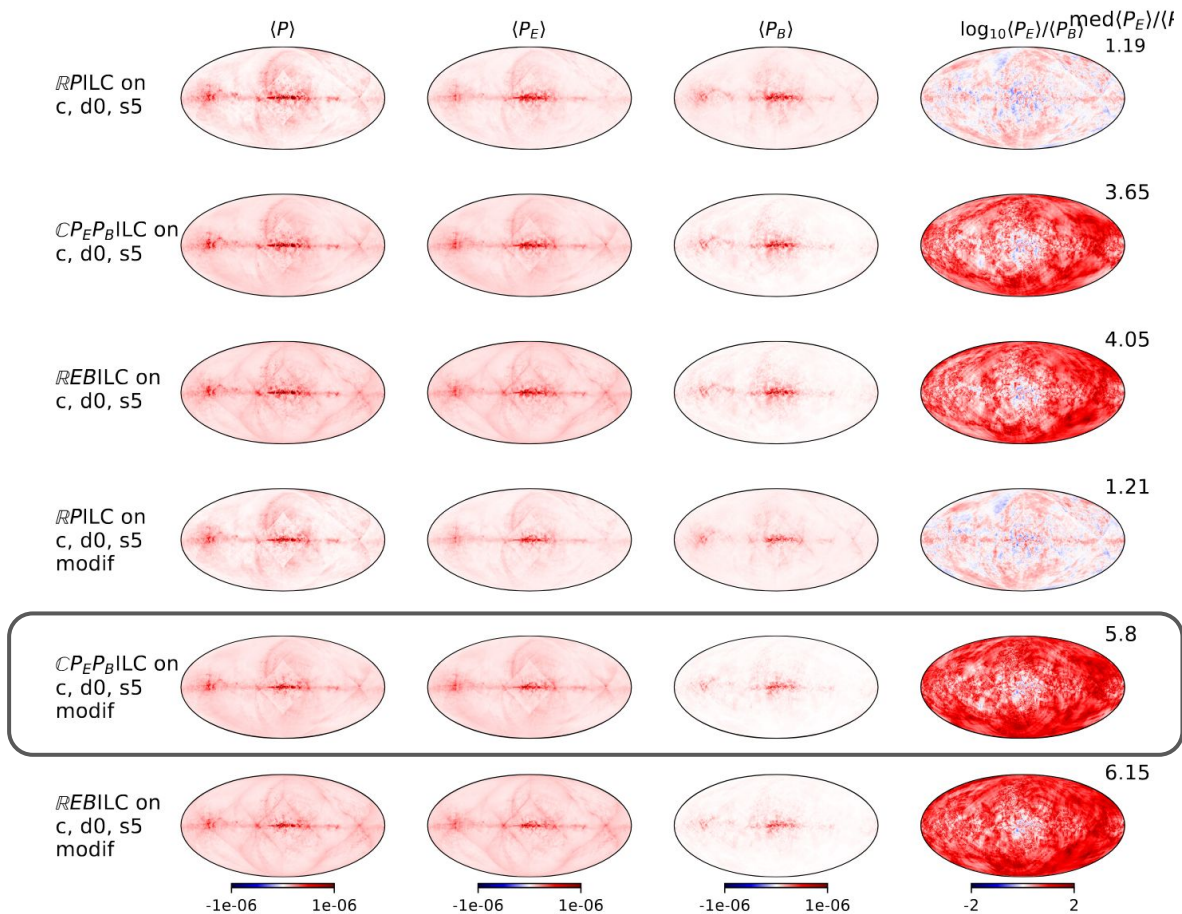 ⟨P⟩ ⟨P_E⟩ ⟨P_B⟩ log₁₀⟨P_E⟩/⟨P_B⟩ med⟨P_E⟩/⟨
ℝPILC on
c, d0, s5
1.19
ℂP_EP_BILC on
c, d0, s5
3.65
ℝEBILC on
c, d0, s5
4.05
ℝPILC on
c, d0, s5
modif
1.21
ℂP_EP_BILC on
c, d0, s5
modif
5.8
ℝEBILC on
c, d0, s5
modif
6.15
-1e-06 1e-06 -1e-06 1e-06 -1e-06 1e-06 -2 2